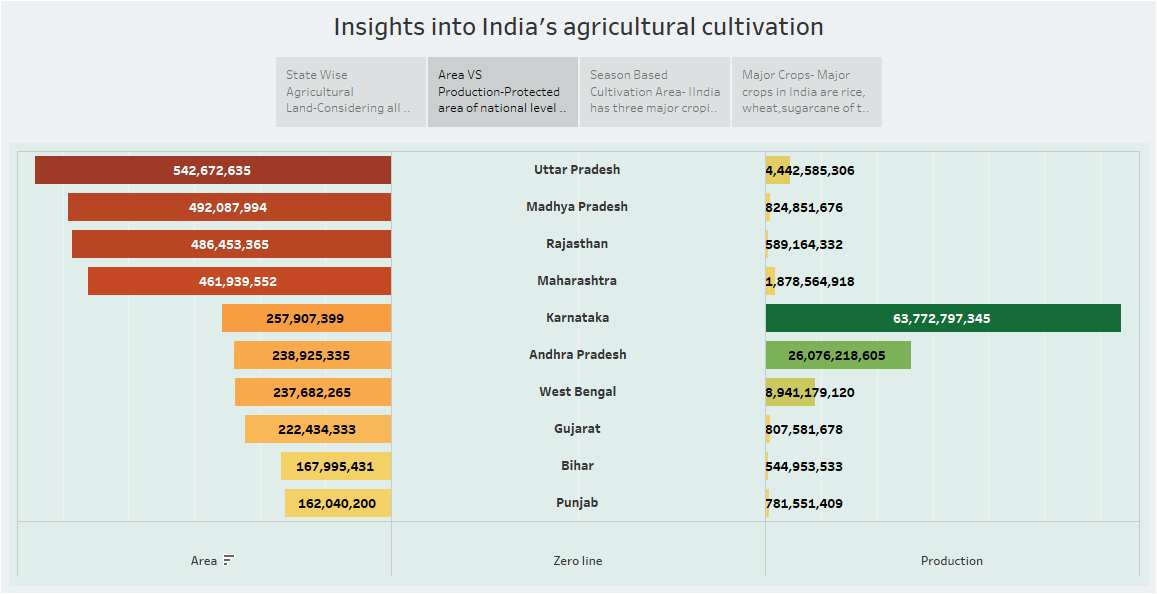 Insights into India's agricultural cultivation
State Wise
Agricultural
Land-Considering all ..
Area VS
Production-Protected
area of national level ..
Season Based
Cultivation Area- IIndia
has three major cropi..
Major Crops- Major
crops in India are rice,
wheat,sugarcane of t..
542,672,635 Uttar Pradesh 4,442,585,306
492,087,994 Madhya Pradesh 824,851,676
486,453,365 Rajasthan 589,164,332
461,939,552 Maharashtra 1,878,564,918
257,907,399 Karnataka 63,772,797,345
238,925,335 Andhra Pradesh 26,076,218,605
237,682,265 West Bengal 8,941,179,120
222,434,333 Gujarat 807,581,678
167,995,431 Bihar 544,953,533
162,040,200 Punjab 781,551,409
Area Zero line Production